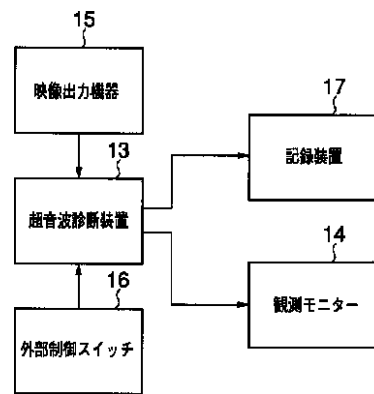 15
映像出力機器
13
超音波診断装置
16
外部制御スイッチ
17
記録装置
14
観測モニター